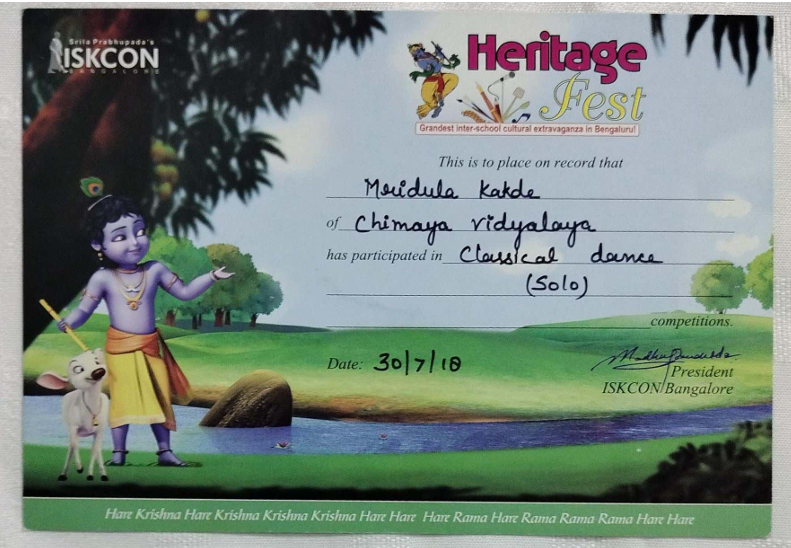 Srila Prabhupada's
ISKCON
BANGALORE
Heritage
Fest
Grandest inter-school cultural extravaganza in Bengaluru!
This is to place on record that
Mridula Kakde
of Chimaya vidyalaya
has participated in Classical dance
(Solo)
competitions.
Date: 30/7/18
President
ISKCON Bangalore
Hare Krishna Hare Krishna Krishna Krishna Hare Hare Hare Rama Hare Rama Rama Rama Hare Hare